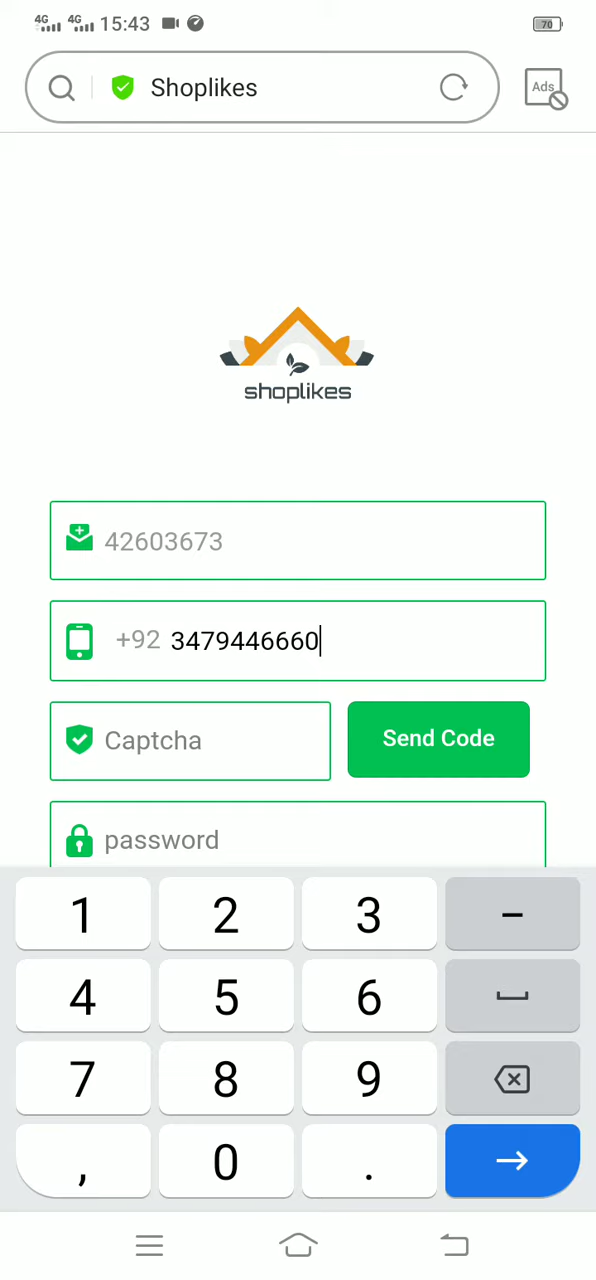 4G 4G 15:43 70
Shoplikes Ads
shoplikes
42603673
+92 3479446660
Captcha Send Code
password
1 2 3 -
4 5 6
7 8 9
, 0 .